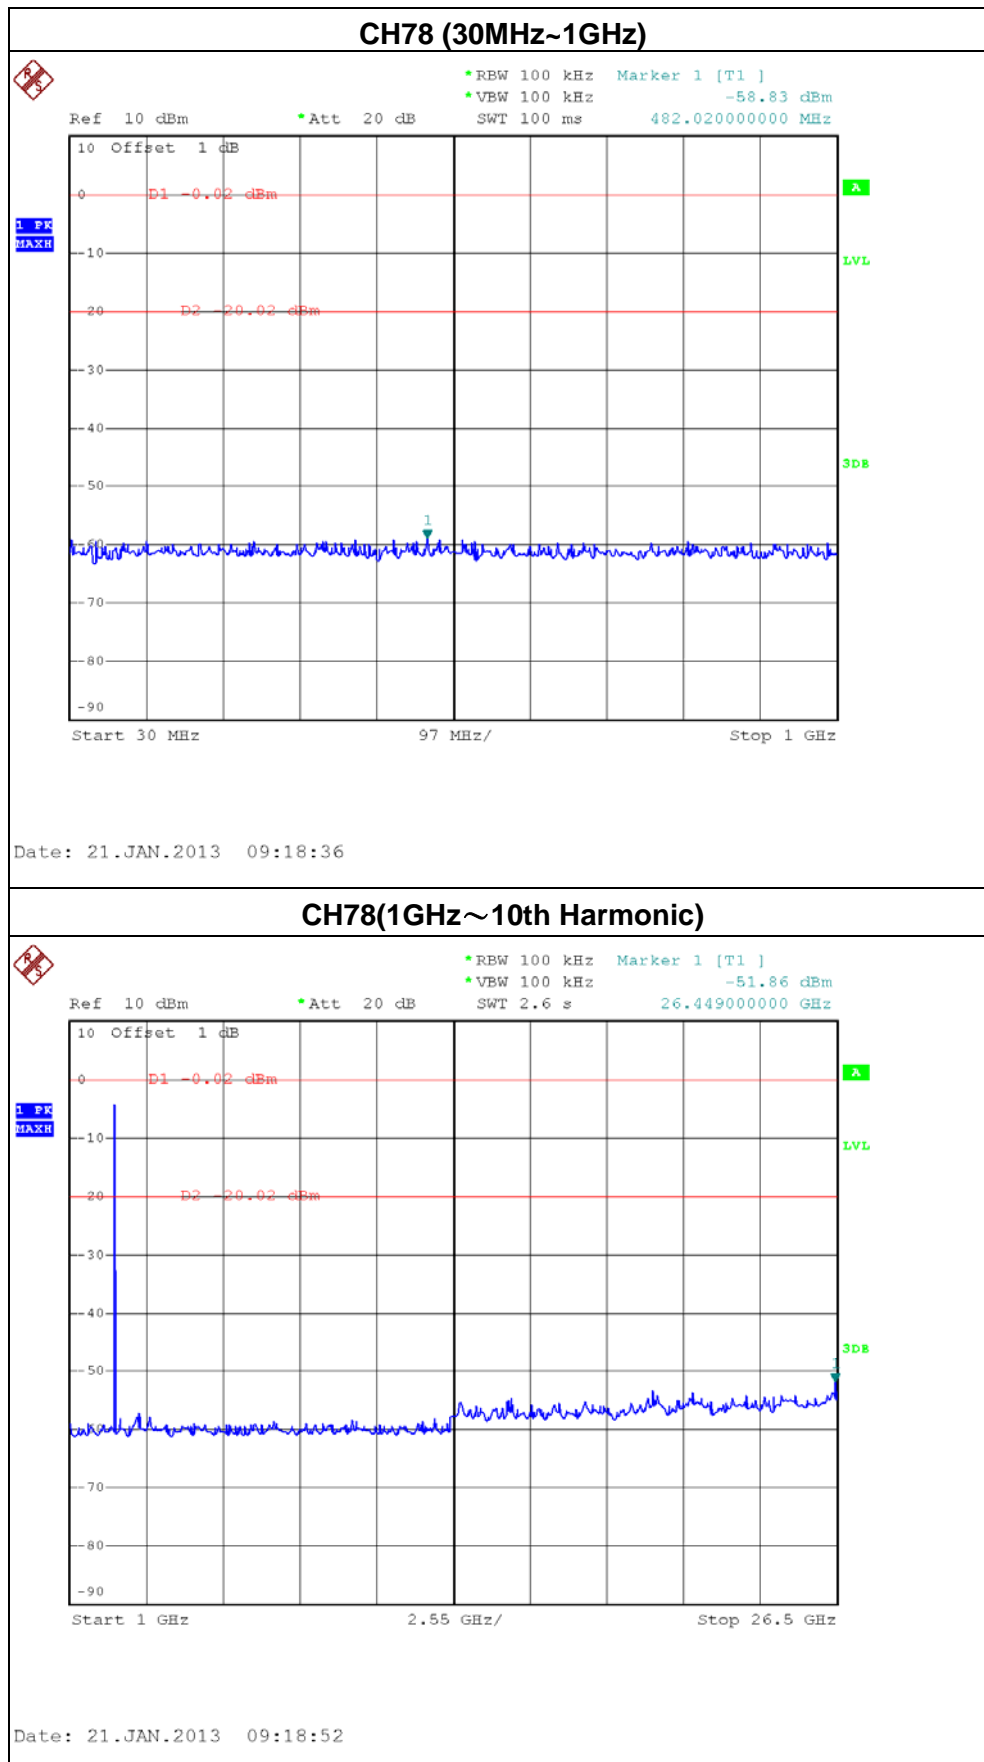 CH78 (30MHz~1GHz)
R S
*RBW 100 kHz Marker 1 [T1 ]
*VBW 100 kHz -58.83 dBm
Ref 10 dBm *Att 20 dB SWT 100 ms 482.020000000 MHz
10 Offset 1 dB
0 D1 -0.02 dBm
A
1 PK
MAXH
-10
LVL
-20 D2 -20.02 dBm
-30
-40
3DB
-50
1
-60
-70
-80
-90
Start 30 MHz 97 MHz/ Stop 1 GHz
Date: 21.JAN.2013 09:18:36
CH78(1GHz～10th Harmonic)
R S
*RBW 100 kHz Marker 1 [T1 ]
*VBW 100 kHz -51.86 dBm
Ref 10 dBm *Att 20 dB SWT 2.6 s 26.449000000 GHz
10 Offset 1 dB
0 D1 -0.02 dBm
A
1 PK
MAXH
-10
LVL
-20 D2 -20.02 dBm
-30
-40
3DB
-50
1
-60
-70
-80
-90
Start 1 GHz 2.55 GHz/ Stop 26.5 GHz
Date: 21.JAN.2013 09:18:52